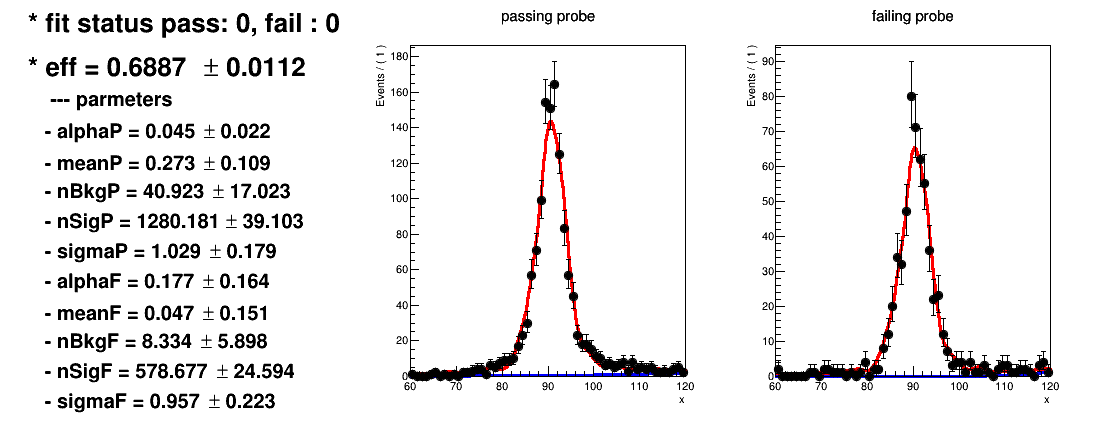 * fit status pass: 0, fail : 0
* eff = 0.6887 ± 0.0112
--- parmeters
- alphaP = 0.045 ± 0.022
- meanP = 0.273 ± 0.109
- nBkgP = 40.923 ± 17.023
- nSigP = 1280.181 ± 39.103
- sigmaP = 1.029 ± 0.179
- alphaF = 0.177 ± 0.164
- meanF = 0.047 ± 0.151
- nBkgF = 8.334 ± 5.898
- nSigF = 578.677 ± 24.594
- sigmaF = 0.957 ± 0.223
passing probe
Events / ( 1 )
180
160
140
120
100
80
60
40
20
0
60 70 80 90 100 110 120
x
failing probe
Events / ( 1 )
90
80
70
60
50
40
30
20
10
0
60 70 80 90 100 110 120
x